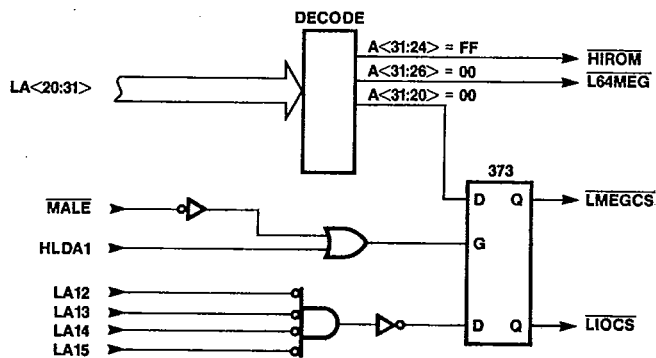 DECODE
A<31:24> = FF
HIROM
A<31:26> = 00
L64MEG
LA<20:31>
A<31:20> = 00
373
MALE
D Q
LMEGCS
HLDA1
G
LA12
LA13
LA14
D Q
LIOCS
LA15